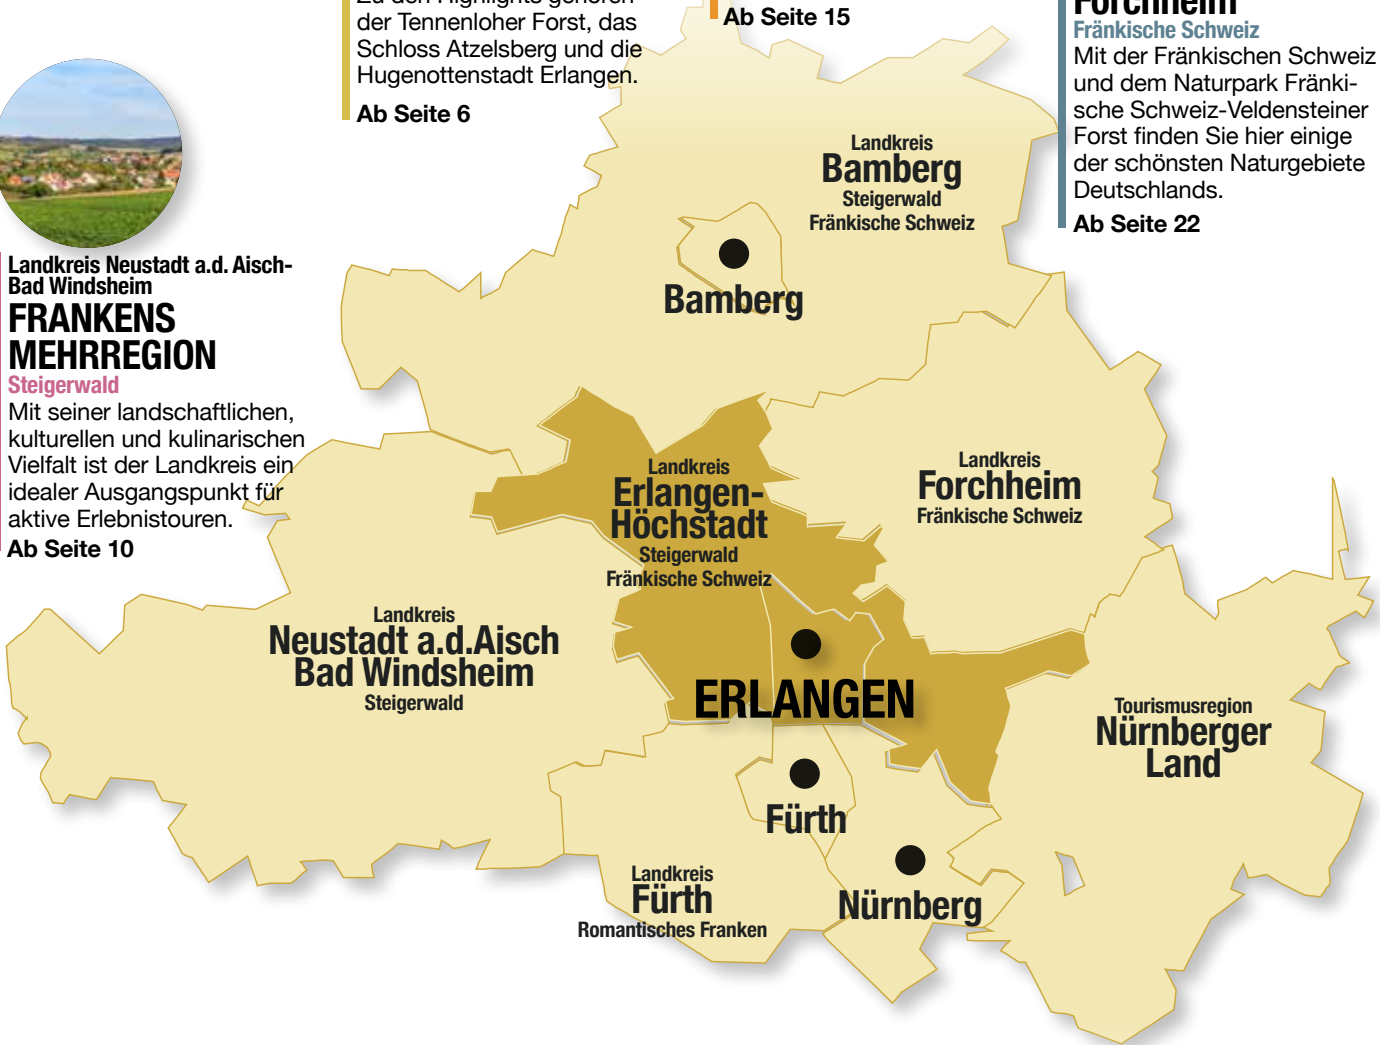 der Tennenloher Forst, das
Schloss Atzelsberg und die
Hugenottenstadt Erlangen.
Ab Seite 6
Ab Seite 15
Forchheim
Fränkische Schweiz
Mit der Fränkischen Schweiz
und dem Naturpark Fränki-
sche Schweiz-Veldensteiner
Forst finden Sie hier einige
der schönsten Naturgebiete
Deutschlands.
Ab Seite 22
Landkreis Neustadt a.d. Aisch-
Bad Windsheim
FRANKENS
MEHRREGION
Steigerwald
Mit seiner landschaftlichen,
kulturellen und kulinarischen
Vielfalt ist der Landkreis ein
idealer Ausgangspunkt für
aktive Erlebnistouren.
Ab Seite 10
Landkreis
Bamberg
Steigerwald
Fränkische Schweiz
Bamberg
Landkreis
Erlangen-
Höchstadt
Steigerwald
Fränkische Schweiz
Landkreis
Forchheim
Fränkische Schweiz
Landkreis
Neustadt a.d.Aisch
Bad Windsheim
Steigerwald
ERLANGEN
Tourismusregion
Nürnberger
Land
Fürth
Landkreis
Fürth
Romantisches Franken
Nürnberg